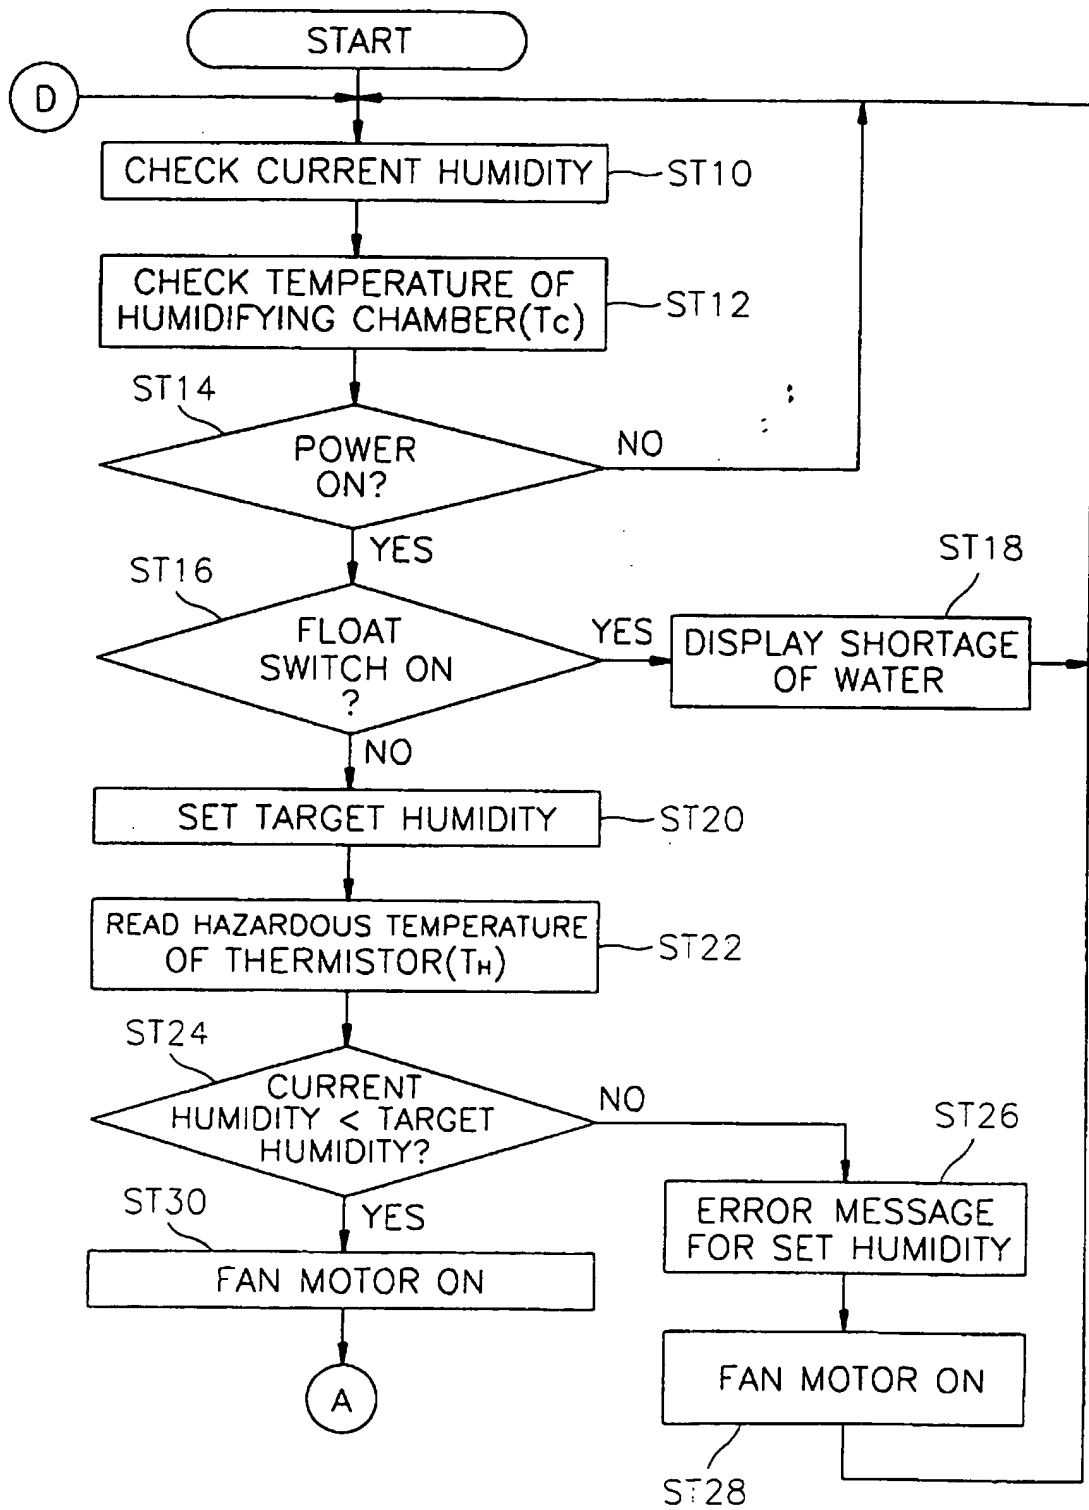 START
D
CHECK CURRENT HUMIDITY
ST10
CHECK TEMPERATURE OF
HUMIDIFYING CHAMBER(Tc)
ST12
ST14
POWER
ON?
NO
YES
ST16
FLOAT
SWITCH ON
?
YES
ST18
DISPLAY SHORTAGE
OF WATER
NO
SET TARGET HUMIDITY
ST20
READ HAZARDOUS TEMPERATURE
OF THERMISTOR(TH)
ST22
ST24
CURRENT
HUMIDITY < TARGET
HUMIDITY?
NO
ST26
ERROR MESSAGE
FOR SET HUMIDITY
YES
ST30
FAN MOTOR ON
FAN MOTOR ON
ST28
A